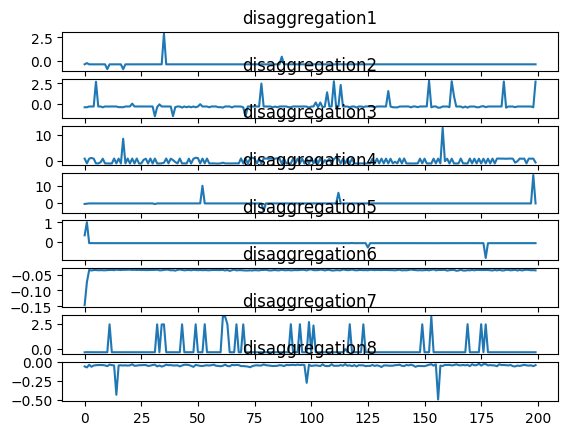 disaggregation1
2.5
0.0
disaggregation2
2.5
0.0
disaggregation3
10
0
disaggregation4
10
0
disaggregation5
1
0
disaggregation6
−0.05
−0.10
−0.15
disaggregation7
2.5
0.0
disaggregation8
0.00
−0.25
−0.50
0 25 50 75 100 125 150 175 200